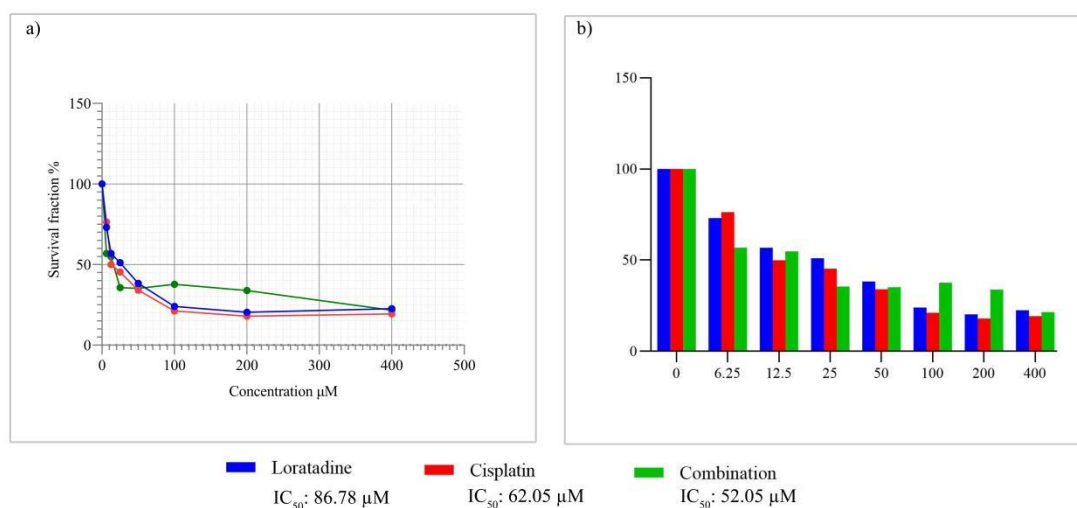 a)
150
100
50
0
Survival fraction %
0 100 200 300 400 500
Concentration µM
b)
150
100
50
0
0 6.25 12.5 25 50 100 200 400
Loratadine
IC₅₀: 86.78 µM
Cisplatin
IC₅₀: 62.05 µM
Combination
IC₅₀: 52.05 µM